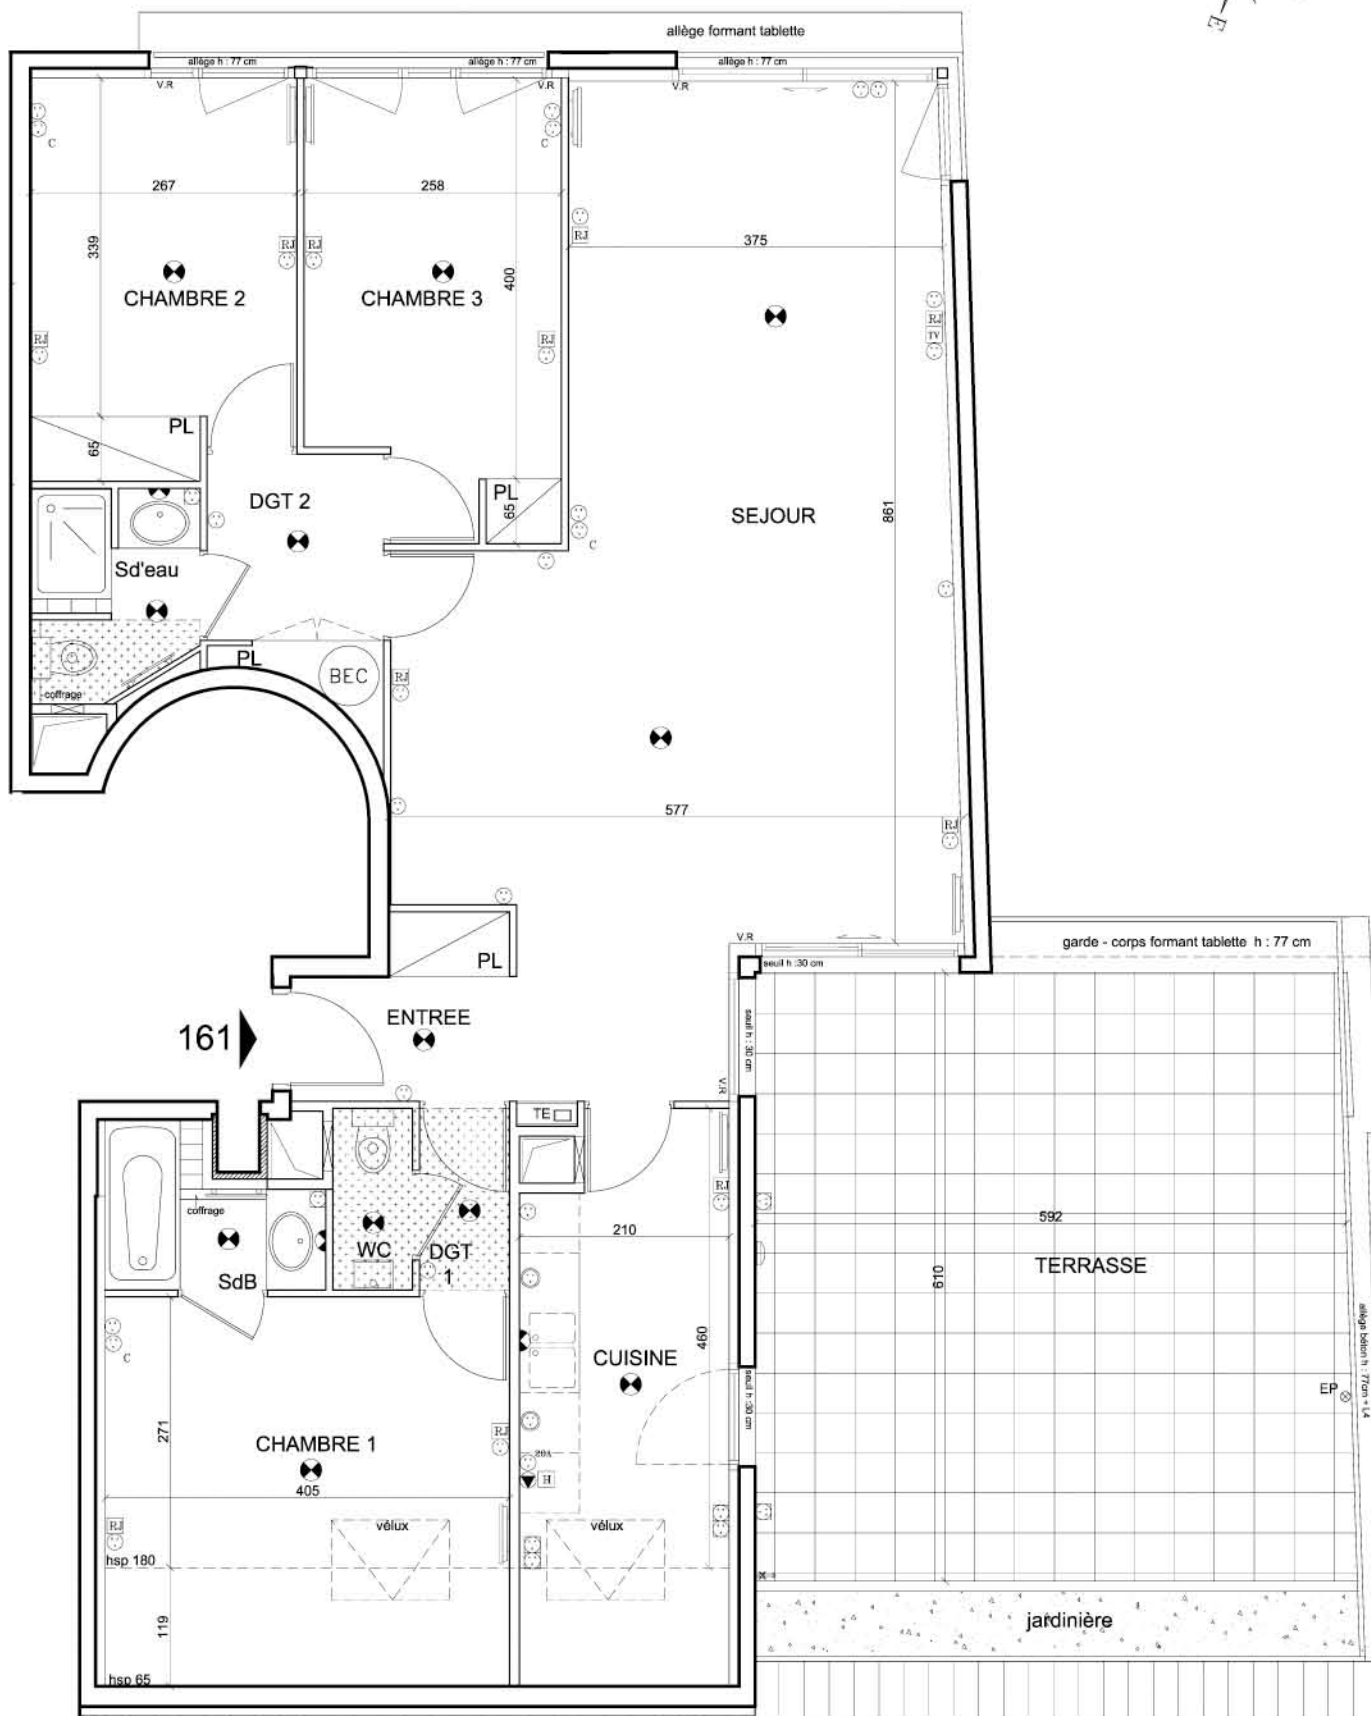 E
allège formant tablette
allège h : 77 cm
allège h : 77 cm
allège h : 77 cm
V.R
V.R
V.R
C
C
267
258
375
339
400
861
RJ
RJ
RJ
RJ
RJ
RJ
TV
CHAMBRE 2
CHAMBRE 3
PL
65
DGT 2
PL
65
C
SEJOUR
Sd'eau
PL
BEC
RJ
coffrage
577
RJ
PL
V.R
seuil h :30 cm
garde - corps formant tablette h : 77 cm
161
ENTREE
seuil h : 30 cm
V.R
TE
coffrage
RJ
210
592
WC
DGT
1
SdB
TERRASSE
610
460
C
CUISINE
seuil h :30 cm
allège béton h : 77cm + L4
EP
271
CHAMBRE 1
RJ
20A
H
405
RJ
vélux
vélux
hsp 180
119
jardinière
hsp 65